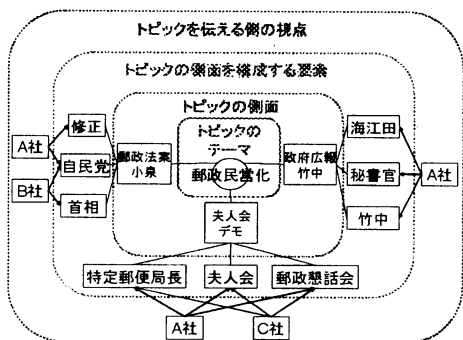 トピックを伝える側の視点
トピックの側面を構成する要素
トピックの側面
トピックの
テーマ
郵政民営化
修正
自民党
首相
A社
B社
郵政法案
小泉
政府広報
竹中
海江田
秘書官
竹中
A社
夫人会
デモ
特定郵便局長
夫人会
郵政懇話会
A社
C社